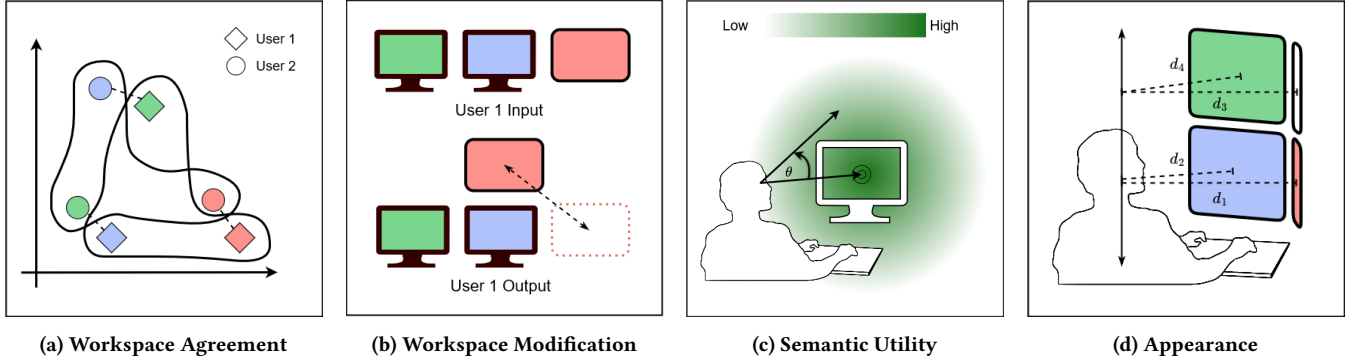 User 1
User 2
(a) Workspace Agreement
User 1 Input
User 1 Output
(b) Workspace Modification
Low
High
θ
(c) Semantic Utility
d₄
d₃
d₂
d₁
(d) Appearance